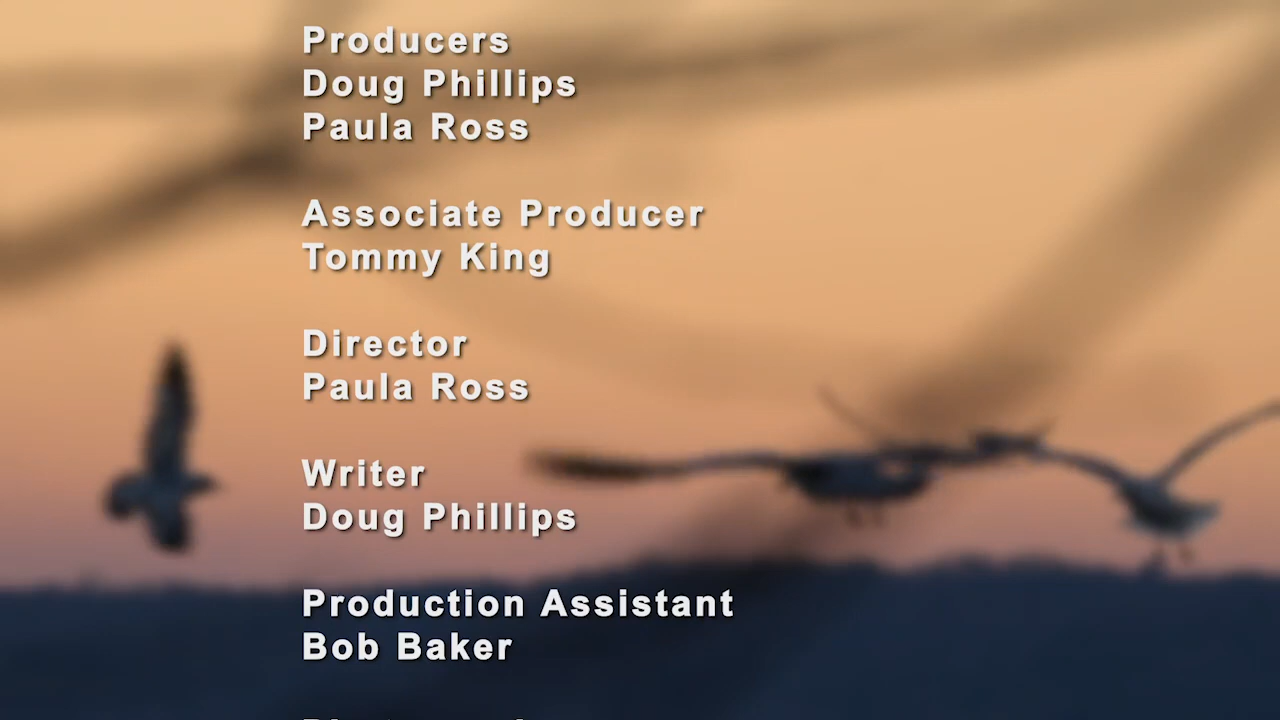 Producers
Doug Phillips
Paula Ross
Associate Producer
Tommy King
Director
Paula Ross
Writer
Doug Phillips
Production Assistant
Bob Baker